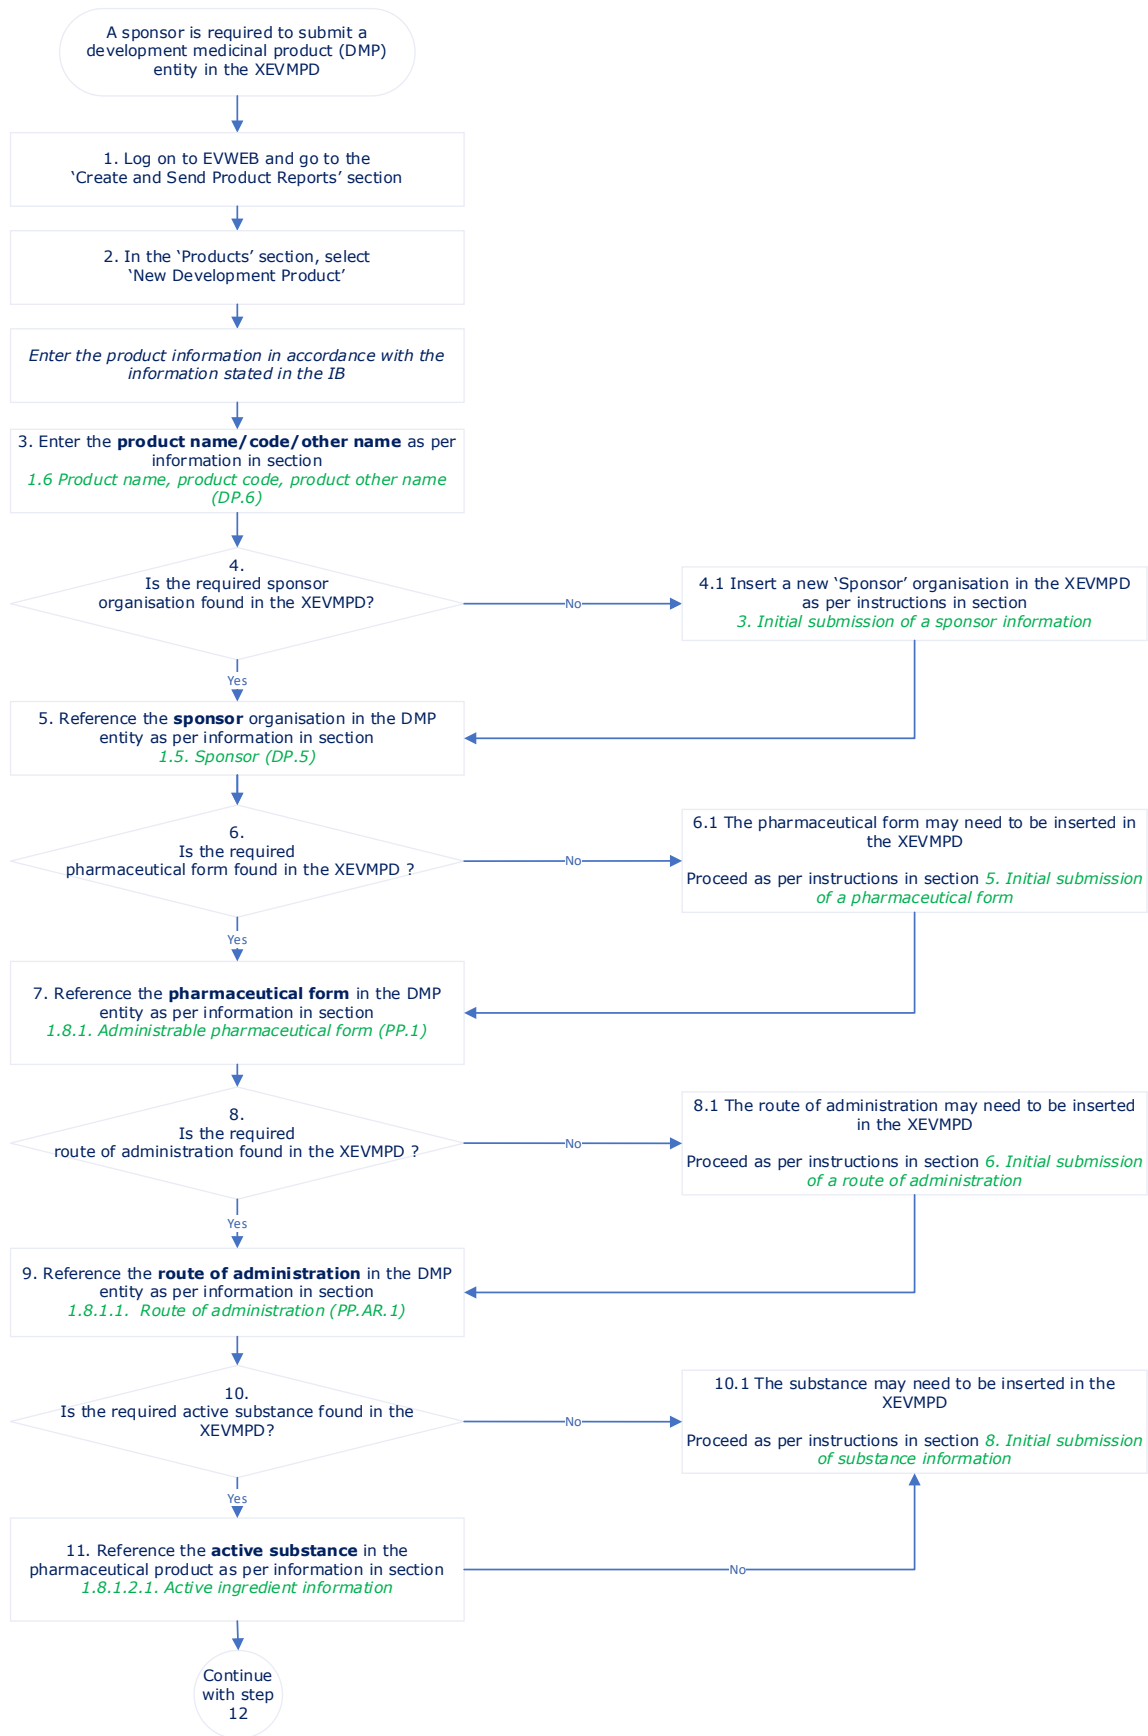 A sponsor is required to submit a
development medicinal product (DMP)
entity in the XEVMPD
1. Log on to EVWEB and go to the
‘Create and Send Product Reports’ section
2. In the ‘Products’ section, select
‘New Development Product’
Enter the product information in accordance with the
information stated in the IB
3. Enter the product name/code/other name as per
information in section
1.6 Product name, product code, product other name
(DP.6)
4.
Is the required sponsor
organisation found in the XEVMPD?
No
4.1 Insert a new ‘Sponsor’ organisation in the XEVMPD
as per instructions in section
3. Initial submission of a sponsor information
Yes
5. Reference the sponsor organisation in the DMP
entity as per information in section
1.5. Sponsor (DP.5)
6.
Is the required
pharmaceutical form found in the XEVMPD ?
No
6.1 The pharmaceutical form may need to be inserted in
the XEVMPD
Proceed as per instructions in section 5. Initial submission
of a pharmaceutical form
Yes
7. Reference the pharmaceutical form in the DMP
entity as per information in section
1.8.1. Administrable pharmaceutical form (PP.1)
8.
Is the required
route of administration found in the XEVMPD ?
No
8.1 The route of administration may need to be inserted
in the XEVMPD
Proceed as per instructions in section 6. Initial submission
of a route of administration
Yes
9. Reference the route of administration in the DMP
entity as per information in section
1.8.1.1.  Route of administration (PP.AR.1)
10.
Is the required active substance found in the
XEVMPD?
No
10.1 The substance may need to be inserted in the
XEVMPD
Proceed as per instructions in section 8. Initial submission
of substance information
Yes
11. Reference the active substance in the
pharmaceutical product as per information in section
1.8.1.2.1. Active ingredient information
No
Continue
with step
12